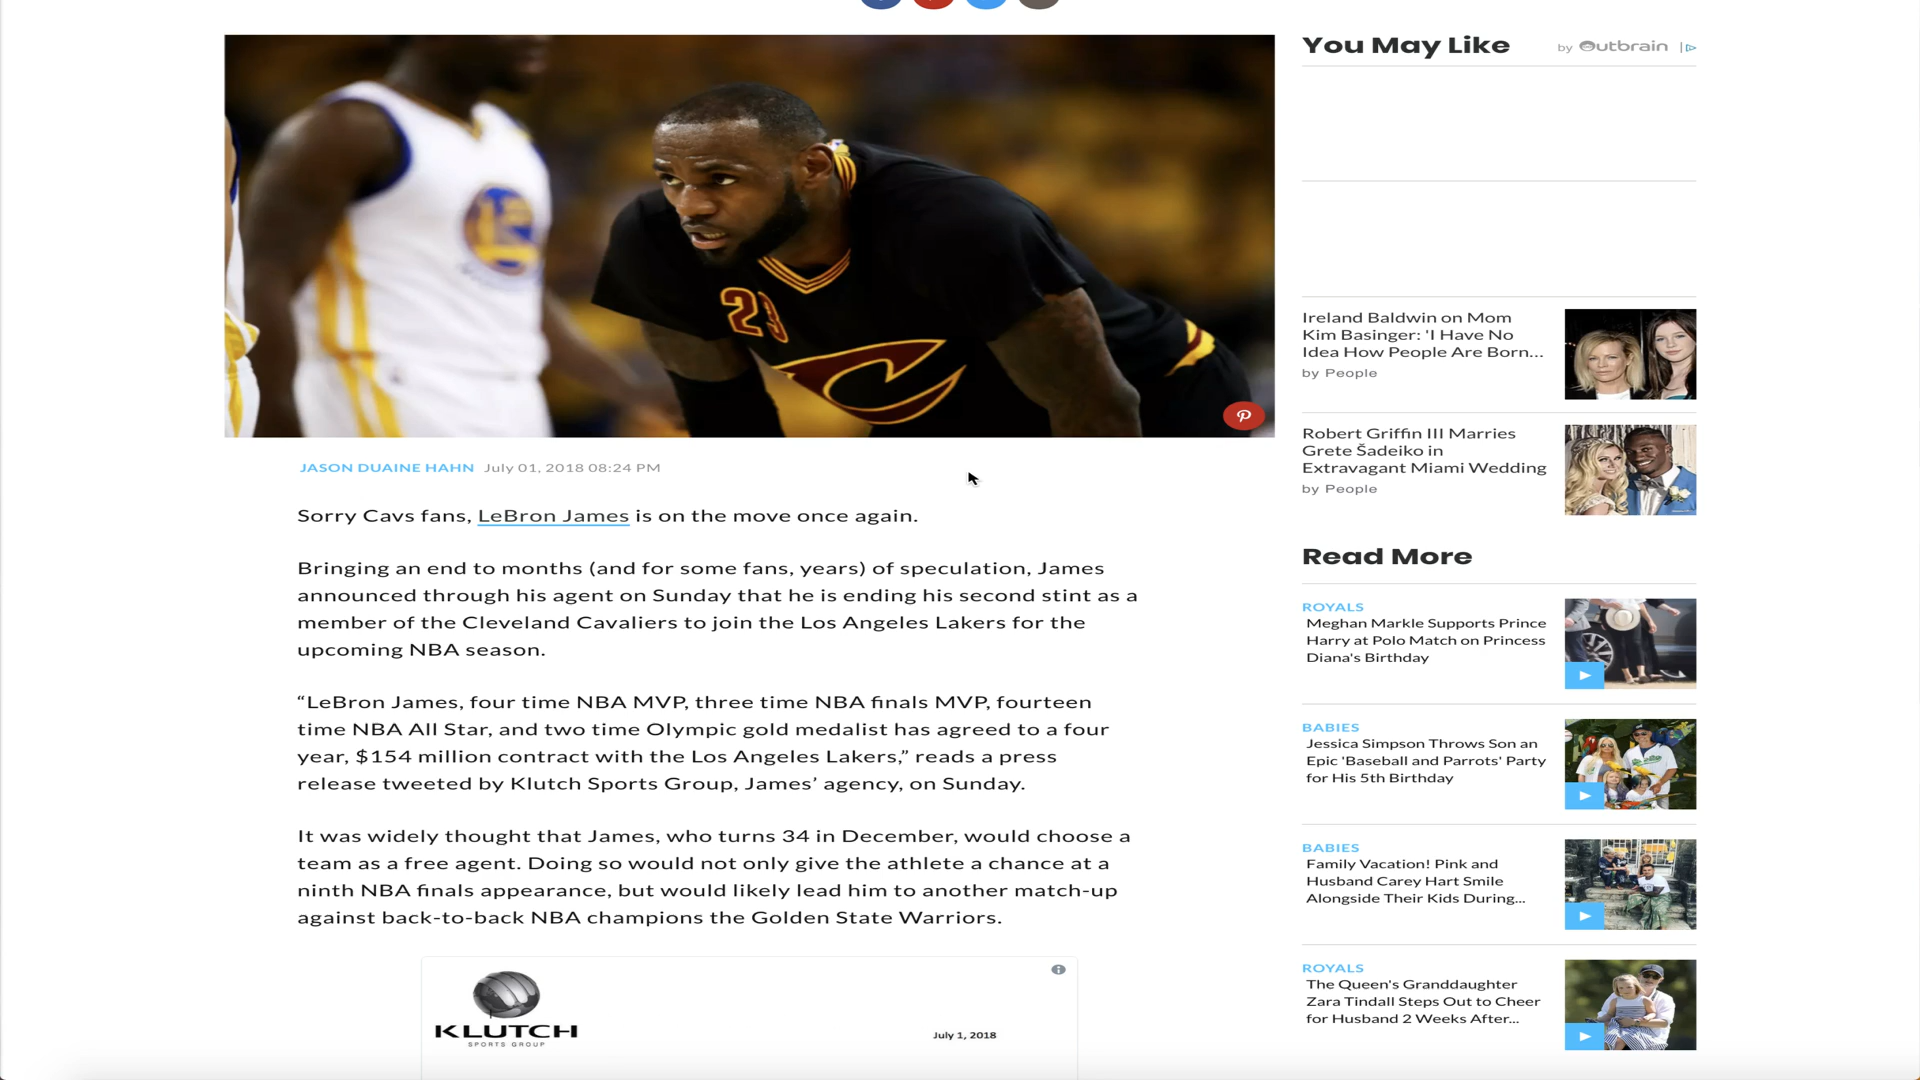 23
You May Like
by Outbrain
Ireland Baldwin on Mom
Kim Basinger: 'I Have No
Idea How People Are Born...
by People
Robert Griffin III Marries
Grete Šadeiko in
Extravagant Miami Wedding
by People
JASON DUAINE HAHN July 01, 2018 08:24 PM
Sorry Cavs fans, LeBron James is on the move once again.
Bringing an end to months (and for some fans, years) of speculation, James
announced through his agent on Sunday that he is ending his second stint as a
member of the Cleveland Cavaliers to join the Los Angeles Lakers for the
upcoming NBA season.
“LeBron James, four time NBA MVP, three time NBA finals MVP, fourteen
time NBA All Star, and two time Olympic gold medalist has agreed to a four
year, $154 million contract with the Los Angeles Lakers,” reads a press
release tweeted by Klutch Sports Group, James’ agency, on Sunday.
It was widely thought that James, who turns 34 in December, would choose a
team as a free agent. Doing so would not only give the athlete a chance at a
ninth NBA finals appearance, but would likely lead him to another match-up
against back-to-back NBA champions the Golden State Warriors.
KLUTCH
SPORTS GROUP
July 1, 2018
Read More
ROYALS
Meghan Markle Supports Prince
Harry at Polo Match on Princess
Diana's Birthday
BABIES
Jessica Simpson Throws Son an
Epic 'Baseball and Parrots' Party
for His 5th Birthday
BABIES
Family Vacation! Pink and
Husband Carey Hart Smile
Alongside Their Kids During...
ROYALS
The Queen's Granddaughter
Zara Tindall Steps Out to Cheer
for Husband 2 Weeks After...